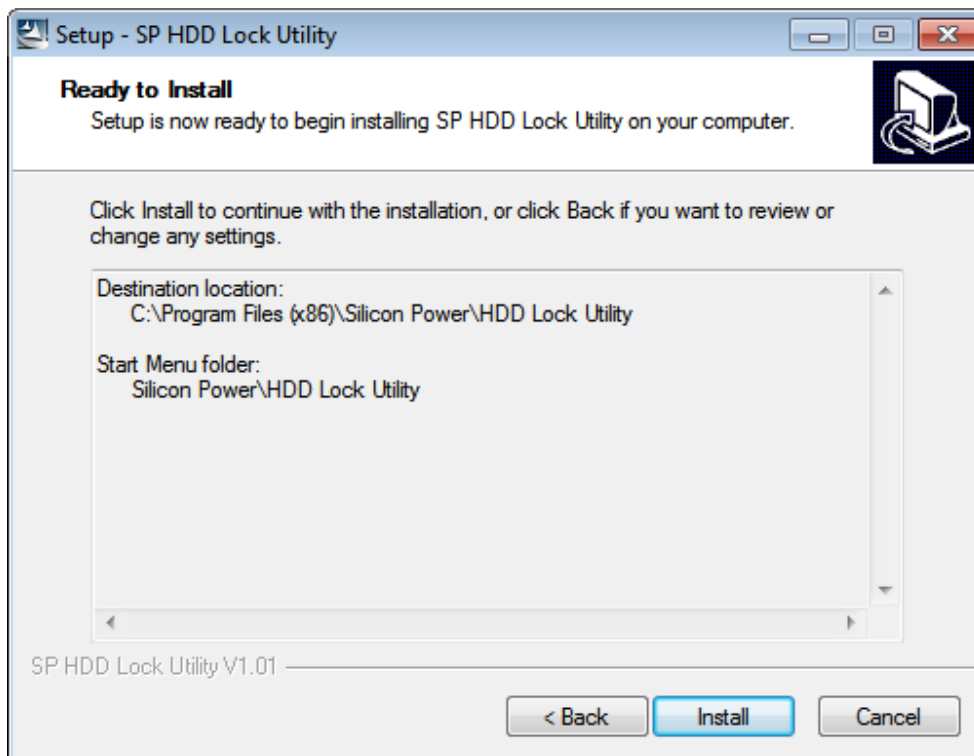 Setup - SP HDD Lock Utility
Ready to Install
Setup is now ready to begin installing SP HDD Lock Utility on your computer.
Click Install to continue with the installation, or click Back if you want to review or
change any settings.
Destination location:
C:\Program Files (x86)\Silicon Power\HDD Lock Utility
Start Menu folder:
Silicon Power\HDD Lock Utility
SP HDD Lock Utility V1.01
< Back
Install
Cancel